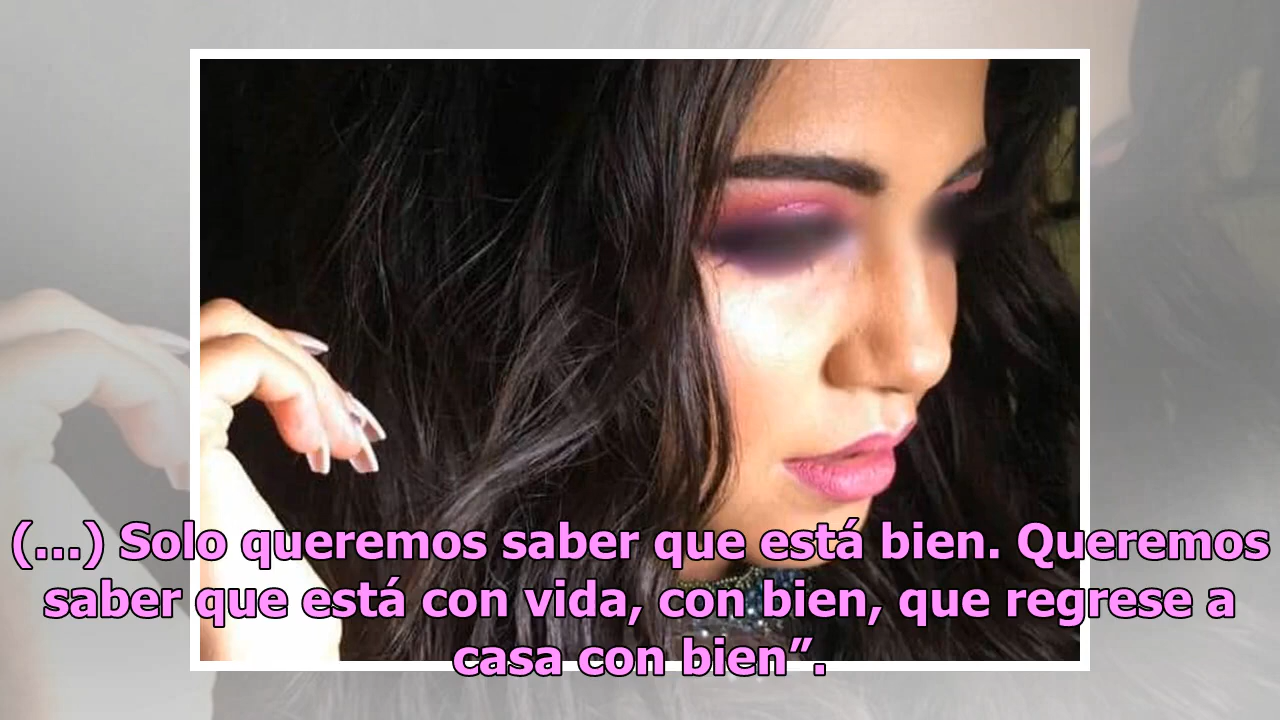 (...) Solo queremos saber que está bien. Queremos
saber que está con vida, con bien, que regrese a
casa con bien”.